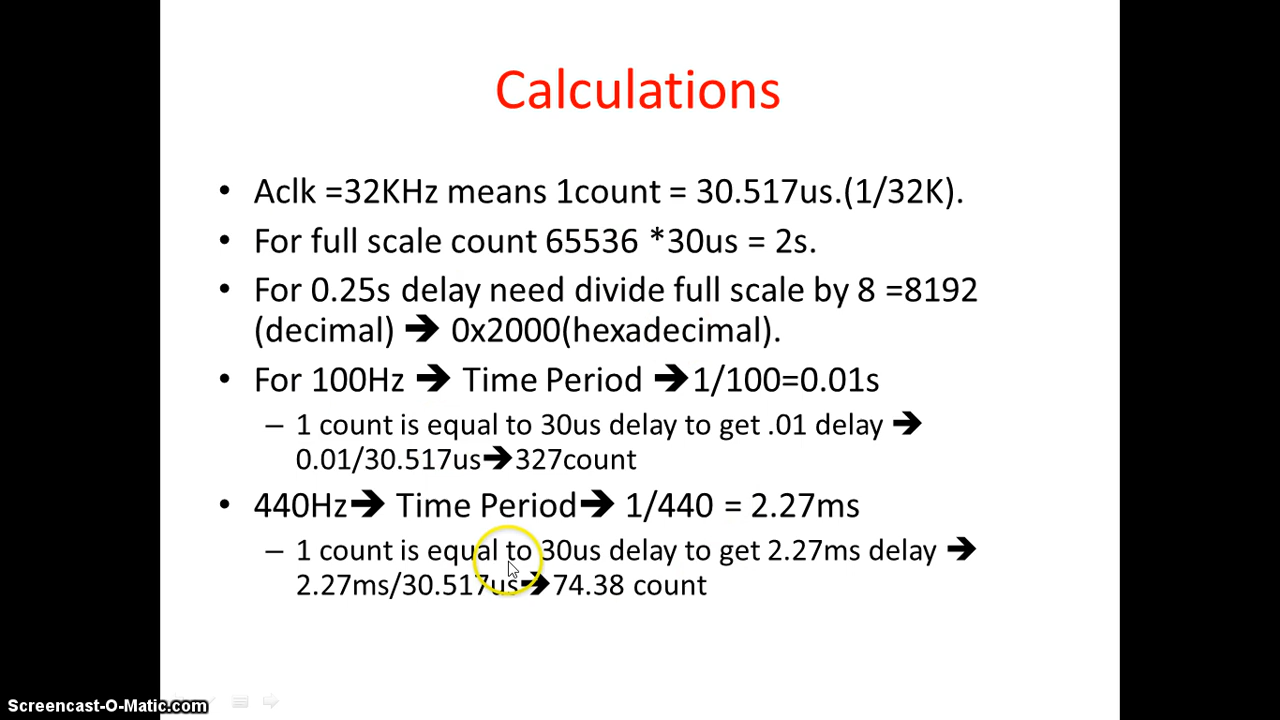 Calculations
• Aclk =32KHz means 1count = 30.517us.(1/32K).
• For full scale count 65536 *30us = 2s.
• For 0.25s delay need divide full scale by 8 =8192
(decimal) ➔ 0x2000(hexadecimal).
• For 100Hz ➔ Time Period ➔1/100=0.01s
– 1 count is equal to 30us delay to get .01 delay ➔
0.01/30.517us➔327count
• 440Hz➔ Time Period➔ 1/440 = 2.27ms
– 1 count is equal to 30us delay to get 2.27ms delay ➔
2.27ms/30.517us➔74.38 count
Screencast-O-Matic.com